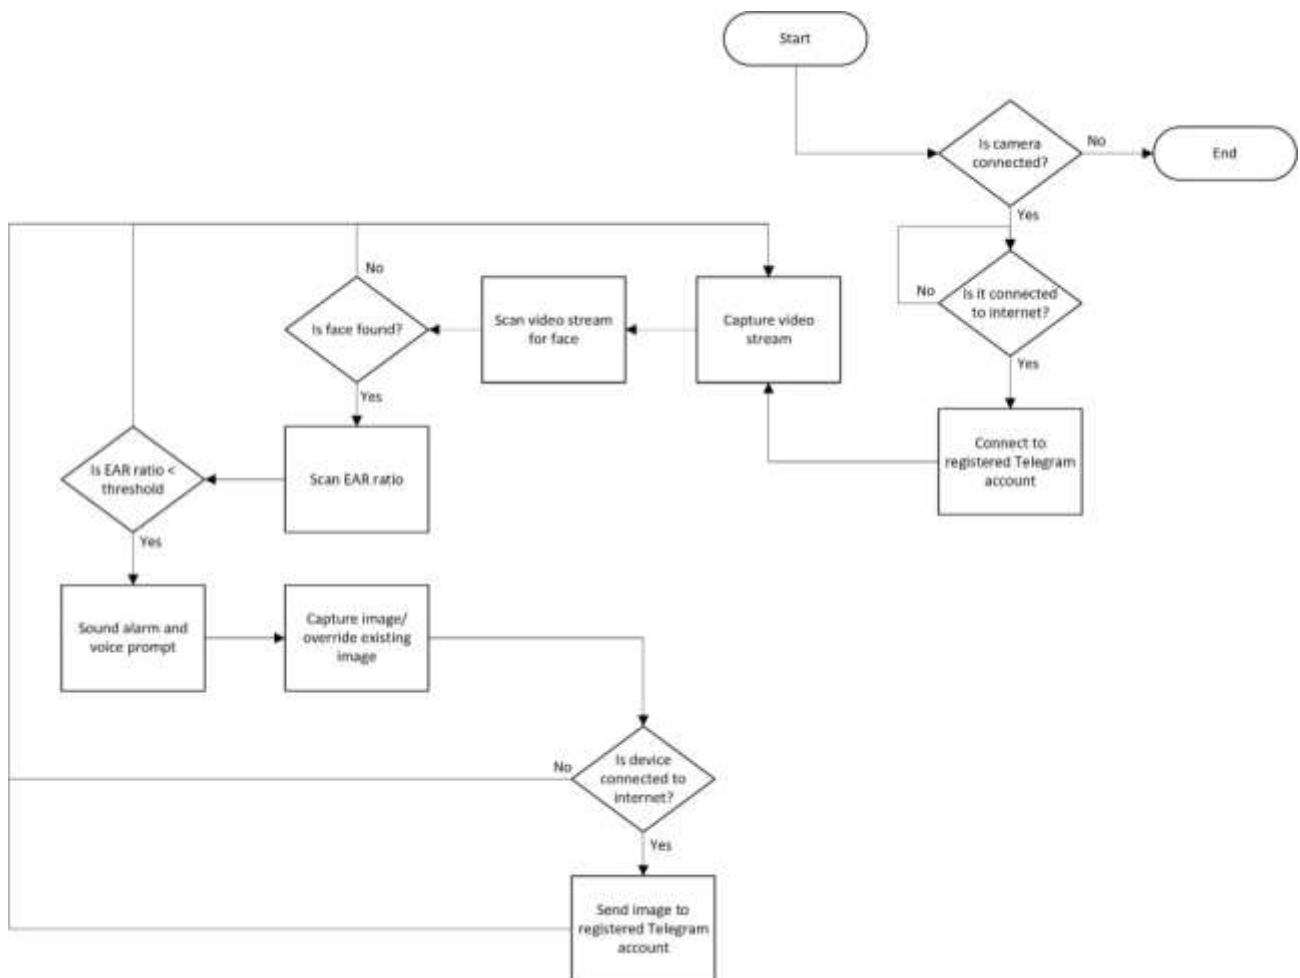 Start
Is camera
connected?
No
End
Yes
No
Is it connected
to internet?
Yes
Connect to
registered Telegram
account
Capture video
stream
Scan video stream
for face
No
Is face found?
Yes
Scan EAR ratio
Is EAR ratio <
threshold
Yes
Sound alarm and
voice prompt
Capture image/
override existing
image
No
Is device
connected to
internet?
Yes
Send image to
registered Telegram
account